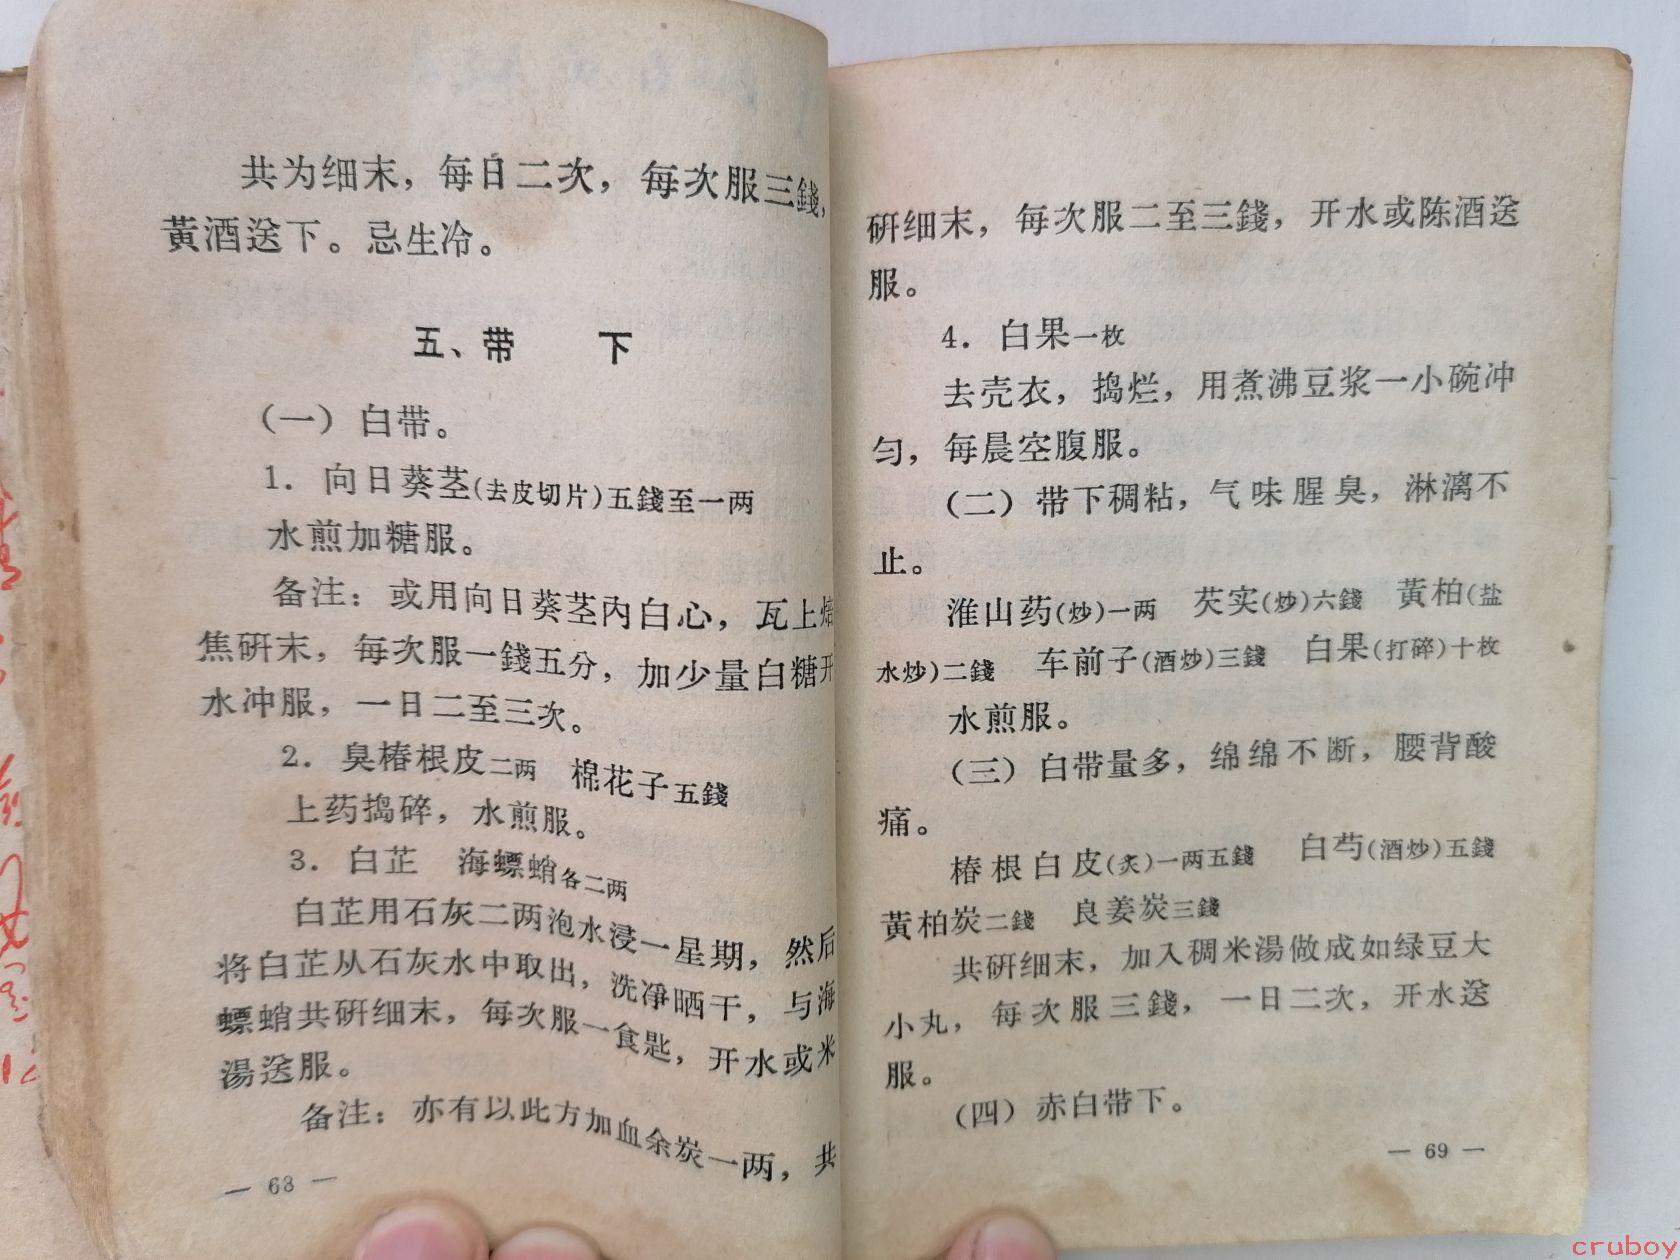 共为细末，每日二次，每次服三錢，
黄酒送下。忌生冷。
五、带　下
（一）白带。
1．向日葵茎(去皮切片)五錢至一两
水煎加糖服。
备注：或用向日葵茎内白心，瓦上焙
焦研末，每次服一錢五分，加少量白糖开
水冲服，一日二至三次。
2．臭椿根皮二两　棉花子五錢
上药捣碎，水煎服。
3．白芷　海螵蛸各二两
白芷用石灰二两泡水浸一星期，然后
将白芷从石灰水中取出，洗净晒干，与海
螵蛸共研细末，每次服一食匙，开水或米
湯送服。
备注：亦有以此方加血余炭一两，共
— 68 —
研细末，每次服二至三錢，开水或陈酒送
服。
4．白果一枚
去壳衣，捣烂，用煮沸豆浆一小碗冲
匀，每晨空腹服。
（二）带下稠粘，气味腥臭，淋漓不
止。
淮山药(炒)一两　芡实(炒)六錢　黄柏(盐
水炒)二錢　车前子(酒炒)三錢　白果(打碎)十枚
水煎服。
（三）白带量多，绵绵不断，腰背酸
痛。
椿根白皮(炙)一两五錢　白芍(酒炒)五錢
黄柏炭二錢　良姜炭三錢
共研细末，加入稠米湯做成如绿豆大
小丸，每次服三錢，一日二次，开水送
服。
（四）赤白带下。
— 69 —
cruboy